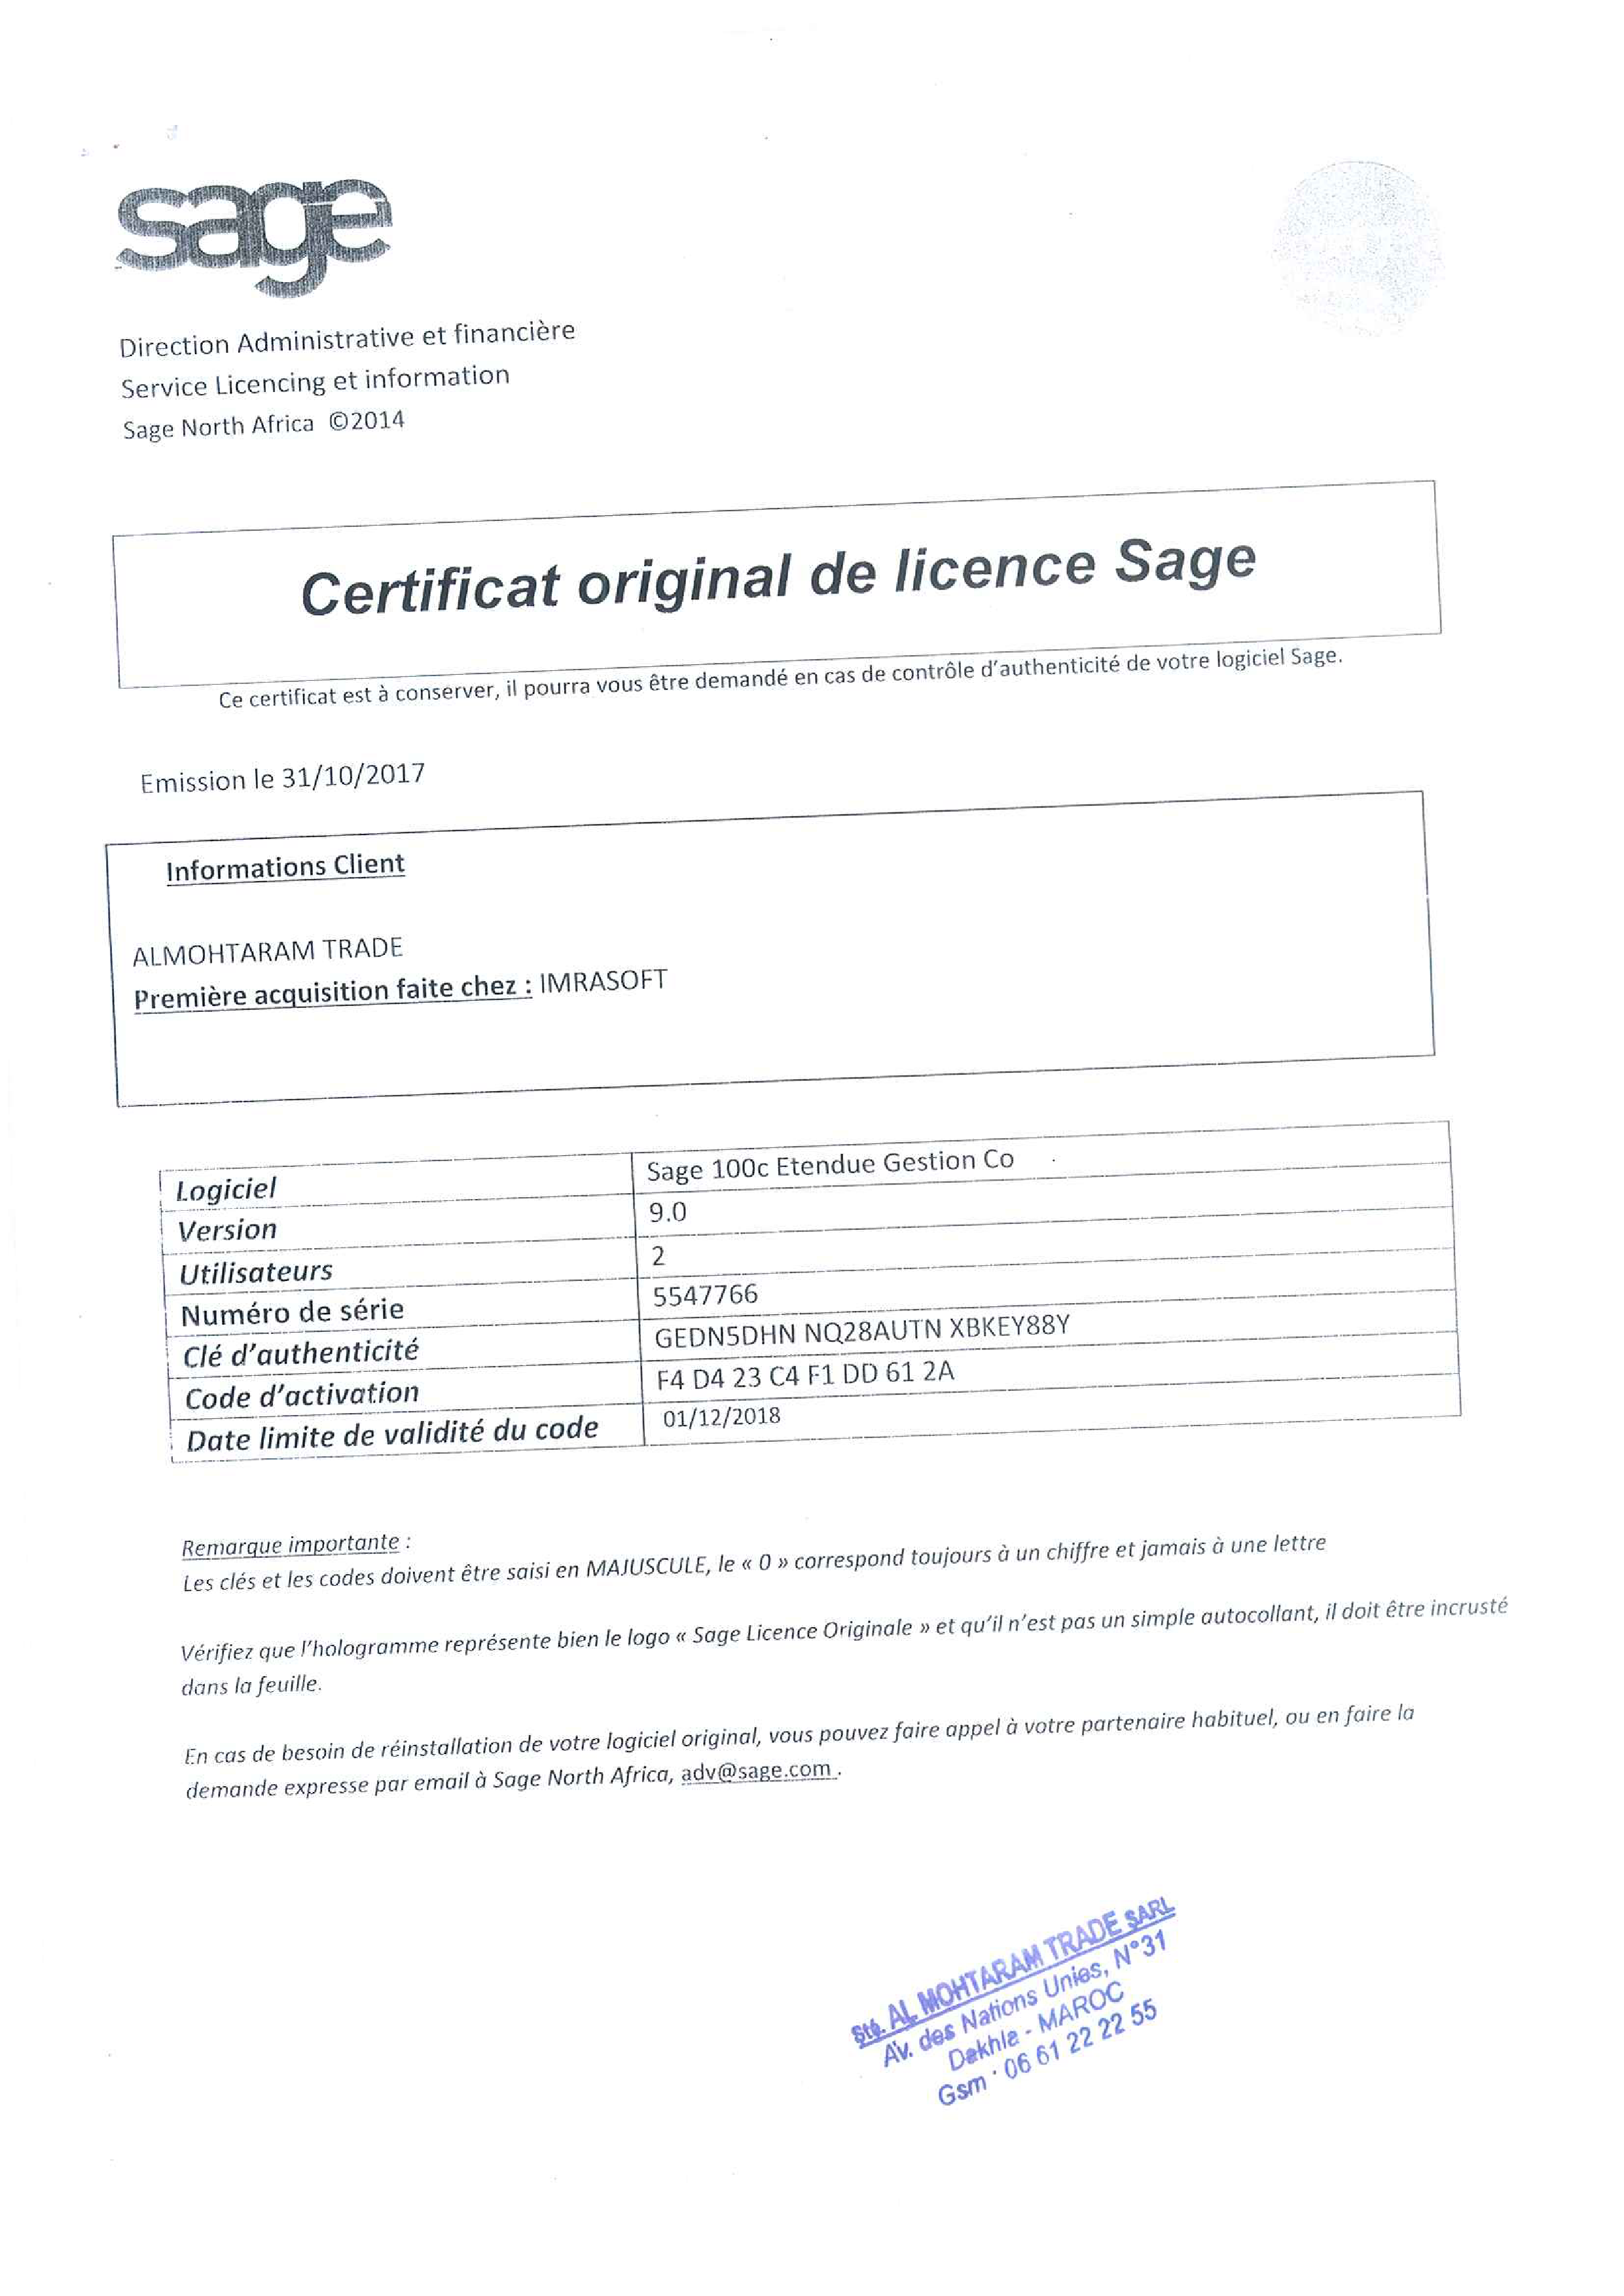 sage
Direction Administrative et financière
Service Licencing et information
Sage North Africa ©2014
Certificat original de licence Sage
Ce certificat est à conserver, il pourra vous être demandé en cas de contrôle d'authenticité de votre logiciel Sage.
Emission le 31/10/2017
Informations Client
ALMOHTARAM TRADE
Première acquisition faite chez : IMRASOFT
Logiciel Sage 100c Etendue Gestion Co
Version 9.0
Utilisateurs 2
Numéro de série 5547766
Clé d'authenticité GEDN5DHN NQ28AUTN XBKEY88Y
Code d'activation F4 D4 23 C4 F1 DD 61 2A
Date limite de validité du code 01/12/2018
Remarque importante :
Les clés et les codes doivent être saisi en MAJUSCULE, le « 0 » correspond toujours à un chiffre et jamais à une lettre
Vérifiez que l'hologramme représente bien le logo « Sage Licence Originale » et qu'il n'est pas un simple autocollant, il doit être incrusté
dans la feuille.
En cas de besoin de réinstallation de votre logiciel original, vous pouvez faire appel à votre partenaire habituel, ou en faire la
demande expresse par email à Sage North Africa, adv@sage.com .
Sté. AL MOHTARAM TRADE SARL
Av. des Nations Unies, N°31
Dakhla - MAROC
Gsm : 06 61 22 22 55